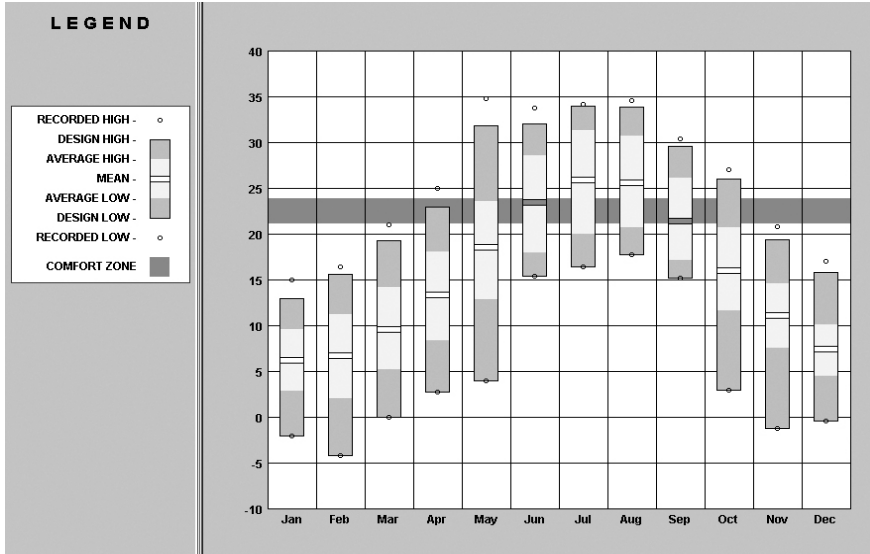 LEGEND
RECORDED HIGH -
DESIGN HIGH -
AVERAGE HIGH -
MEAN -
AVERAGE LOW -
DESIGN LOW -
RECORDED LOW -
COMFORT ZONE
40
35
30
25
20
15
10
5
0
-5
-10
Jan Feb Mar Apr May Jun Jul Aug Sep Oct Nov Dec